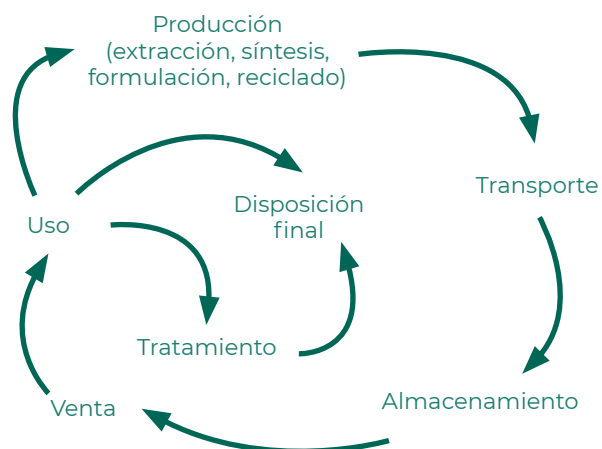 Producción
(extracción, síntesis,
formulación, reciclado)
Transporte
Disposición
final
Uso
Tratamiento
Almacenamiento
Venta